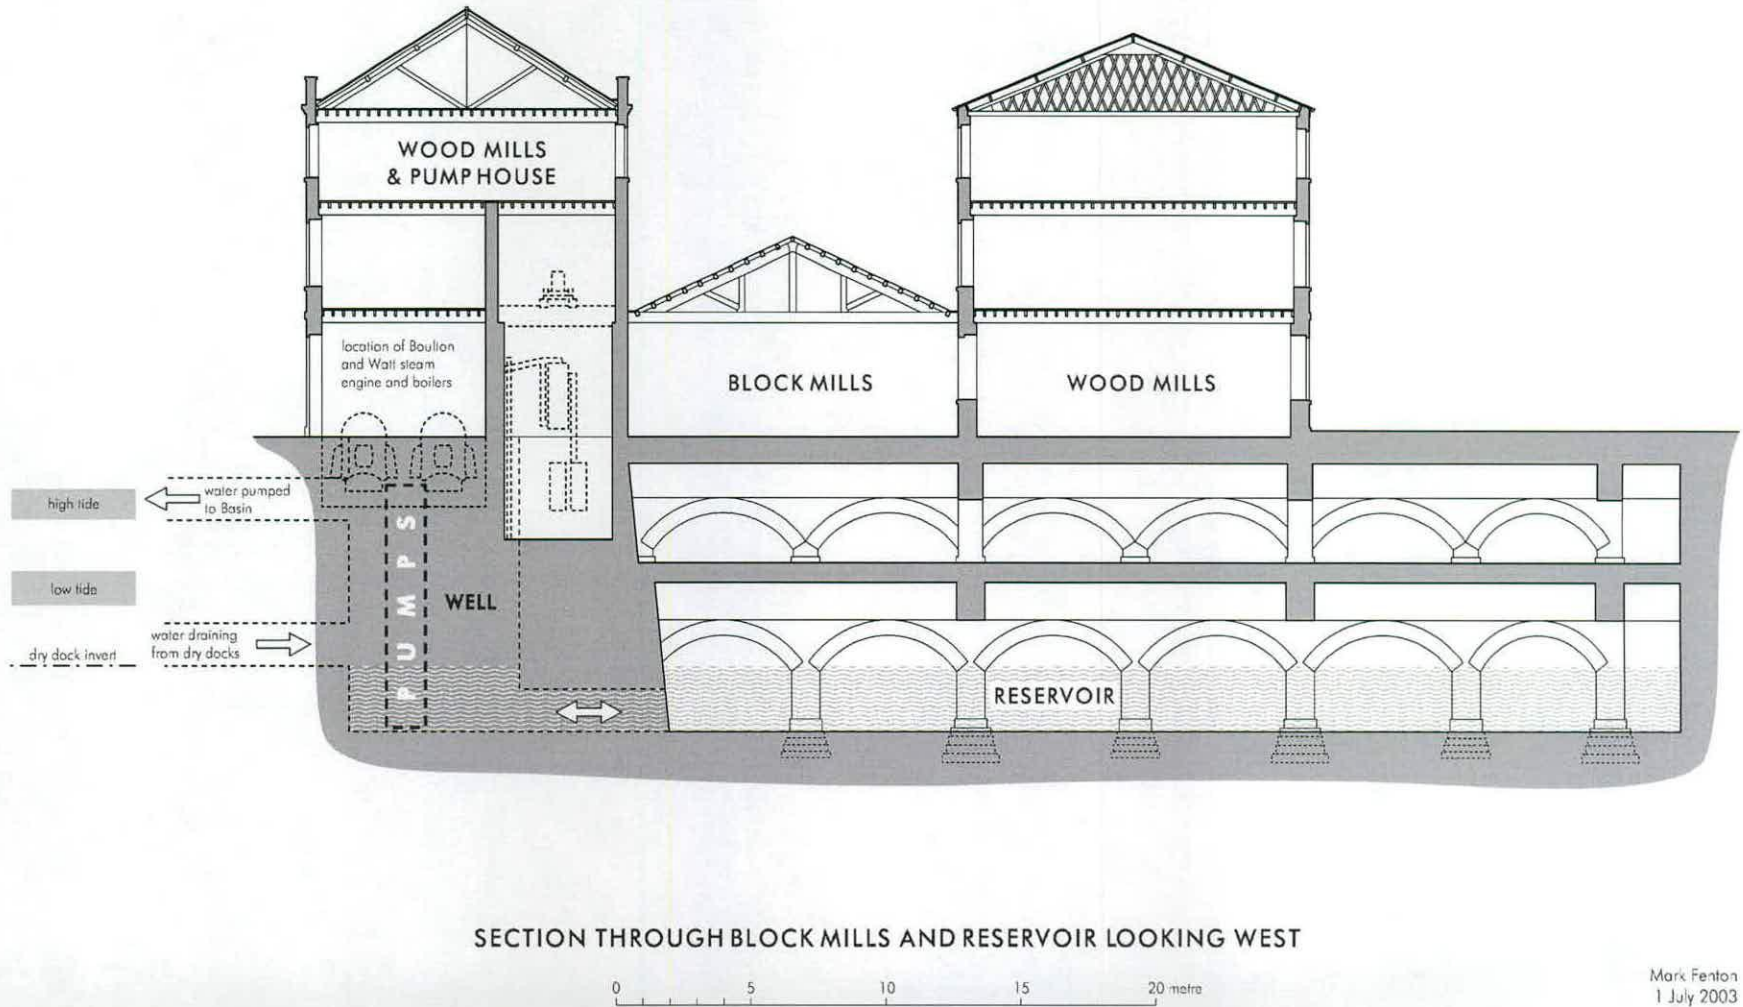 WOOD MILLS
& PUMP HOUSE
location of Boulton
and Watt steam
engine and boilers
BLOCK MILLS
WOOD MILLS
high tide
water pumped
to Basin
low tide
PUMPS
WELL
water draining
from dry docks
dry dock invert
RESERVOIR
SECTION THROUGH BLOCK MILLS AND RESERVOIR LOOKING WEST
0 5 10 15 20 metre
Mark Fenton
1 July 2003